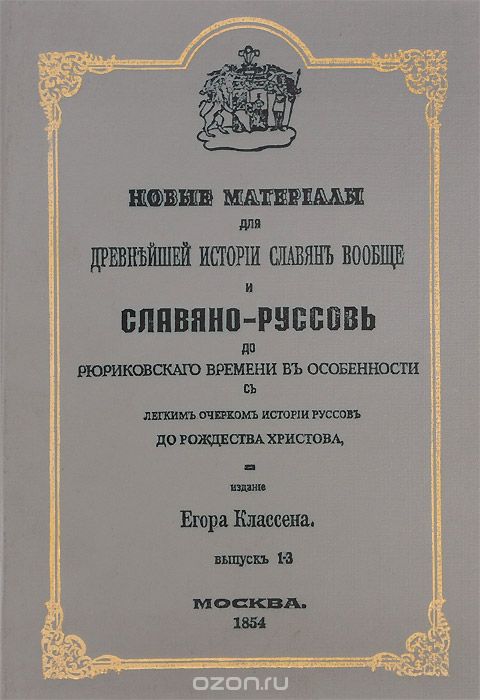 НОВЫЕ МАТЕРІАЛЫ
для
ДРЕВНѢЙШЕЙ ИСТОРІИ СЛАВЯНЪ ВООБЩЕ
И
СЛАВЯНО-РУССОВЪ
ДО
РЮРИКОВСКАГО ВРЕМЕНИ ВЪ ОСОБЕННОСТИ
СЪ
ЛЕГКИМЪ ОЧЕРКОМЪ ИСТОРІИ РУССОВЪ
ДО РОЖДЕСТВА ХРИСТОВА,
изданіе
Егора Классена.
выпускъ 1-3
МОСКВА.
1854
ozon.ru